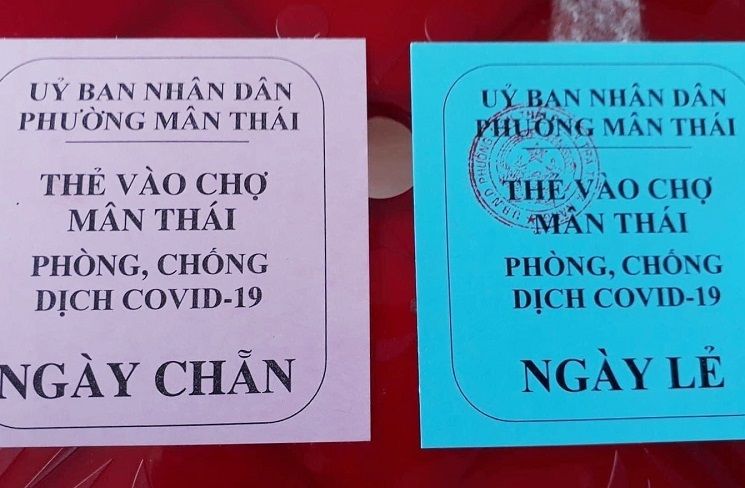 UỶ BAN NHÂN DÂN
PHƯỜNG MÂN THÁI
THẺ VÀO CHỢ
MÂN THÁI
PHÒNG, CHỐNG
DỊCH COVID-19
NGÀY CHẴN
UỶ BAN NHÂN DÂN
PHƯỜNG MÂN THÁI
THẺ VÀO CHỢ
MÂN THÁI
PHÒNG, CHỐNG
DỊCH COVID-19
NGÀY LẺ